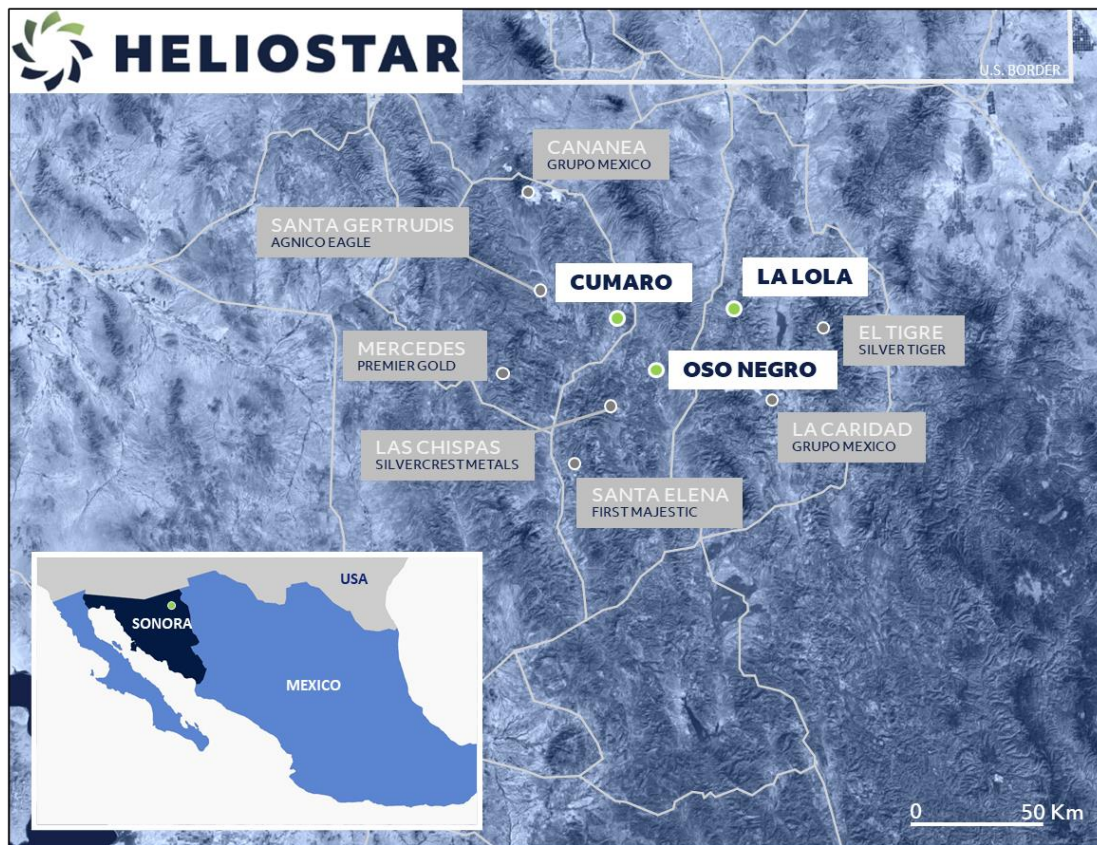 HELIOSTAR
U.S. BORDER
CANANEA
GRUPO MEXICO
SANTA GERTRUDIS
AGNICO EAGLE
CUMARO
LA LOLA
EL TIGRE
SILVER TIGER
MERCEDES
PREMIER GOLD
OSO NEGRO
LA CARIDAD
GRUPO MEXICO
LAS CHISPAS
SILVERCREST METALS
SANTA ELENA
FIRST MAJESTIC
USA
SONORA
MEXICO
0 50 Km